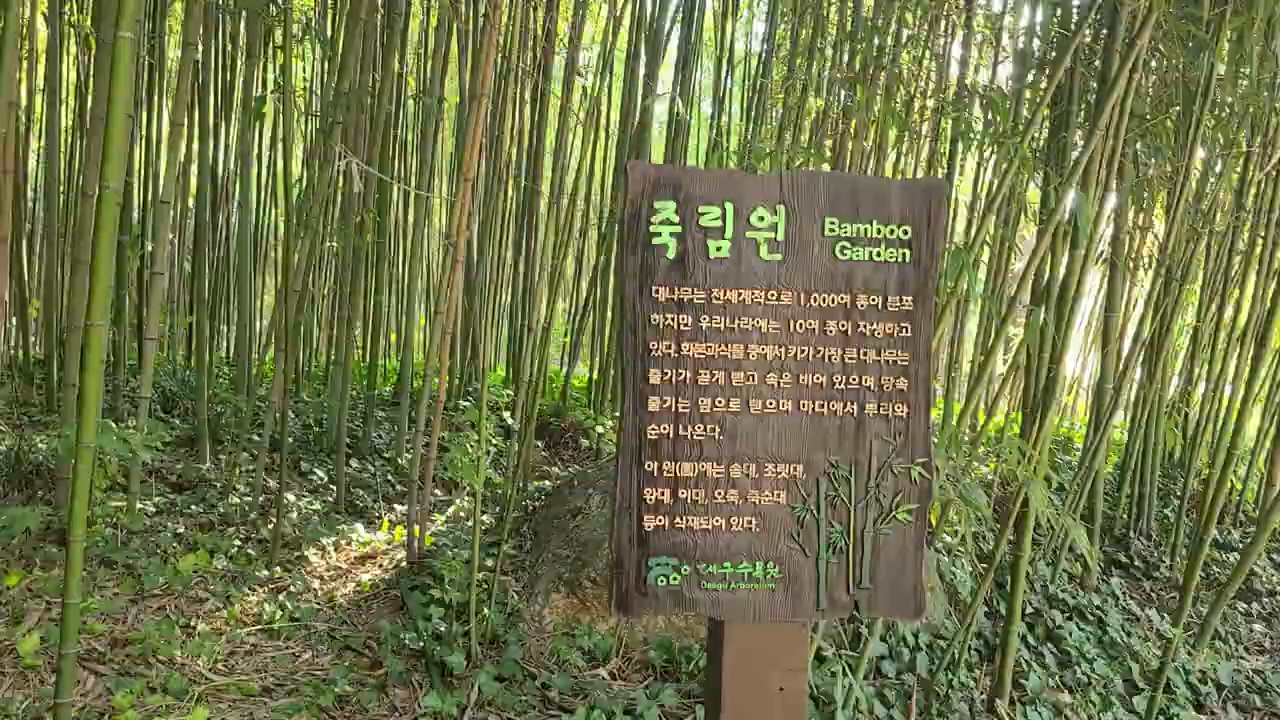 죽림원
Bamboo
Garden
대나무는 전세계적으로 1,000여 종이 분포
하지만 우리나라에는 10여 종이 자생하고
있다. 화본과식물 중에서 키가 가장 큰 대나무는
줄기가 곧게 뻗고 속은 비어 있으며, 땅속
줄기는 옆으로 뻗으며 마디에서 뿌리와
순이 나온다.
이 원(園)에는 솜대, 조릿대,
왕대, 이대, 오죽, 죽순대
등이 식재되어 있다.
대구수목원
Daegu Arboretum